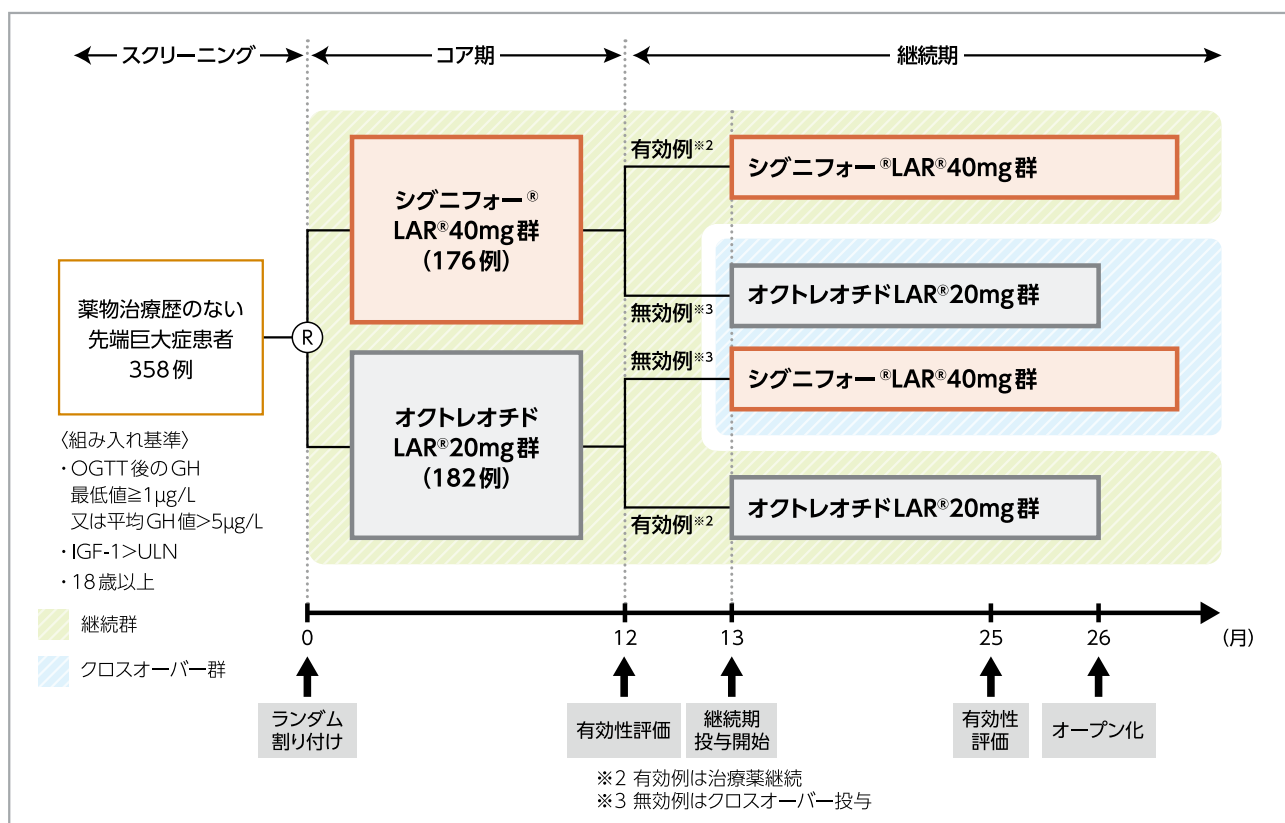 スクリーニング
コア期
継続期
薬物治療歴のない
先端巨大症患者
358例
R
〈組み入れ基準〉
・OGTT後のGH
最低値≧1μg/L
又は平均GH値>5μg/L
・IGF-1>ULN
・18歳以上
継続群
クロスオーバー群
シグニフォー®
LAR®40mg群
(176例)
オクトレオチド
LAR®20mg群
(182例)
有効例※2
シグニフォー®LAR®40mg群
無効例※3
オクトレオチドLAR®20mg群
無効例※3
シグニフォー®LAR®40mg群
有効例※2
オクトレオチドLAR®20mg群
0
12
13
25
26
(月)
ランダム
割り付け
有効性評価
継続期
投与開始
有効性
評価
オープン化
※2 有効例は治療薬継続
※3 無効例はクロスオーバー投与